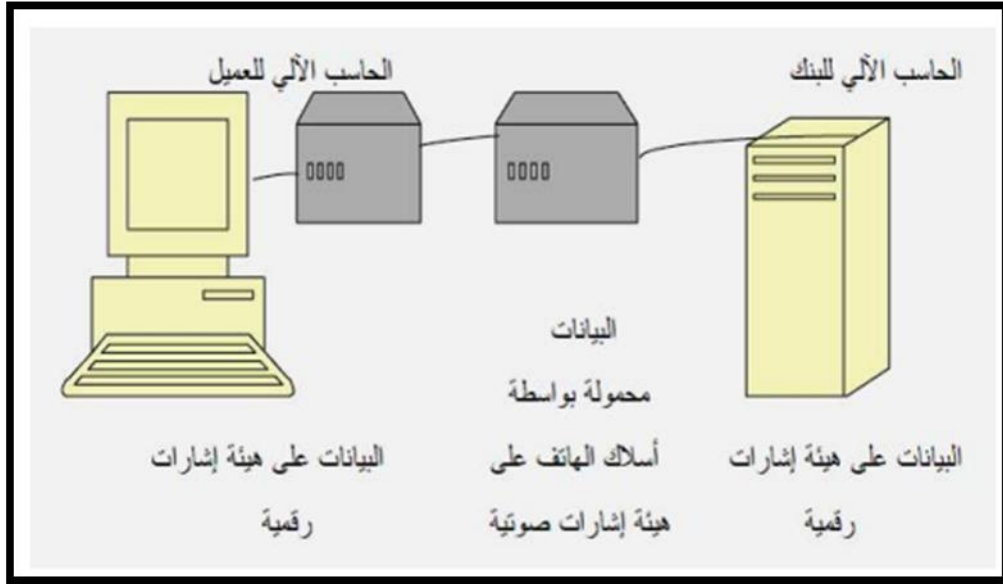 الحاسب الآلي للبنك
الحاسب الآلي للعميل
البيانات
محمولة بواسطة
أسلاك الهاتف على
هيئة إشارات صوتية
البيانات على هيئة إشارات
رقمية
البيانات على هيئة إشارات
رقمية